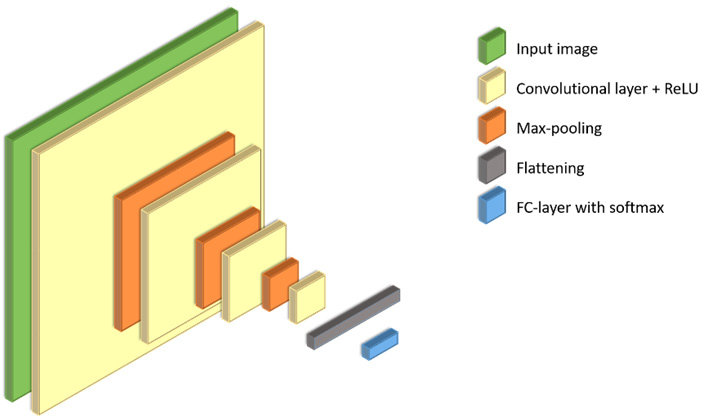 Input image
Convolutional layer + ReLU
Max-pooling
Flattening
FC-layer with softmax